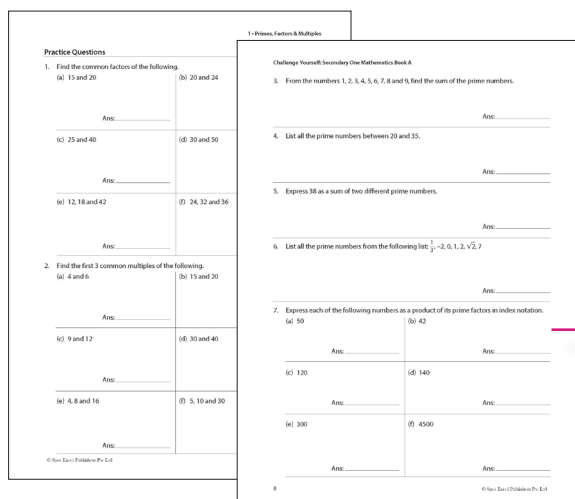 1 • Primes, Factors & Multiples
Practice Questions
1. Find the common factors of the following.
(a) 15 and 20
(b) 20 and 24
Ans:
(c) 25 and 40
(d) 30 and 50
Ans:
(e) 12, 18 and 42
(f) 24, 32 and 36
Ans:
2. Find the first 3 common multiples of the following.
(a) 4 and 6
(b) 15 and 20
Ans:
(c) 9 and 12
(d) 30 and 40
Ans:
(e) 4, 8 and 16
(f) 5, 10 and 30
Ans:
Challenge Yourself: Secondary One Mathematics Book A
3. From the numbers 1, 2, 3, 4, 5, 6, 7, 8 and 9, find the sum of the prime numbers.
Ans:
4. List all the prime numbers between 20 and 35.
Ans:
5. Express 38 as a sum of two different prime numbers.
Ans:
6. List all the prime numbers from the following list: 1/3, –2, 0, 1, 2, √2, 7
Ans:
7. Express each of the following numbers as a product of its prime factors in index notation.
(a) 50
(b) 42
Ans:
Ans:
(c) 120
(d) 140
Ans:
Ans:
(e) 300
(f) 4500
Ans:
Ans:
8